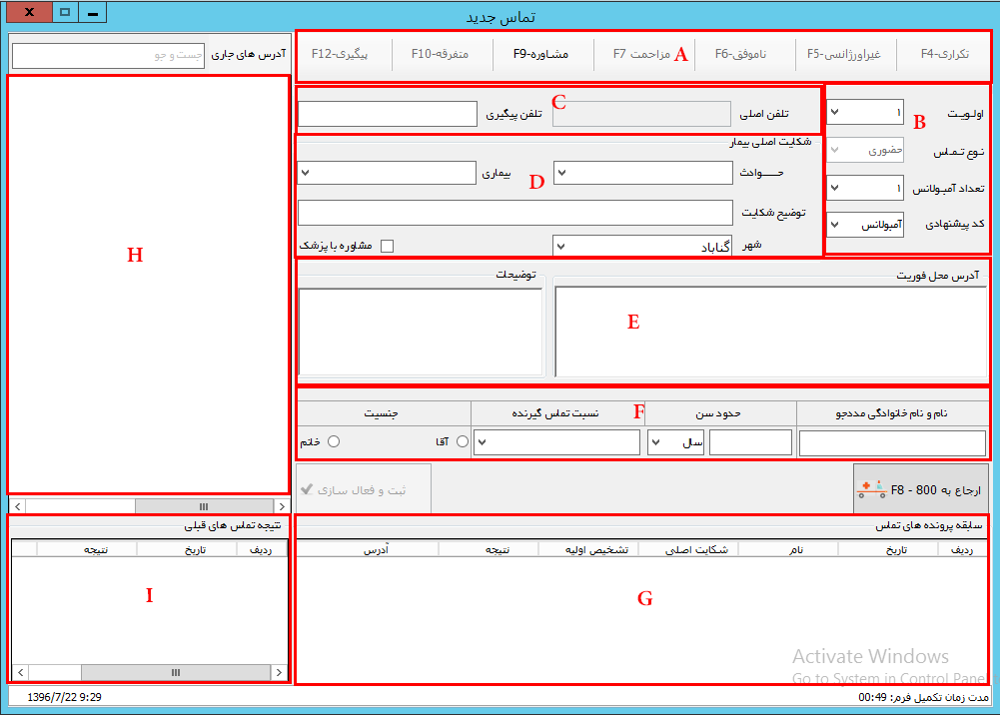 تماس جدید
تکراری-F4
غیراورژانسی-F5
ناموفق-F6
مزاحمت F7
A
مشاوره-F9
متفرقه-F10
پیگیری-F12
آدرس های جاری
جست و جو
اولویت
۱
B
نوع تماس
حضوری
تعداد آمبولانس
۱
کد پیشنهادی
آمبولانس
تلفن اصلی
C
تلفن پیگیری
شکایت اصلی بیمار
حـــوادث
D
بیماری
توضیح شکایت
شهر
گناباد
مشاوره با پزشک
H
آدرس محل فوریت
توضیحات
E
نام و نام خانوادگی مددجو
حدود سن
F
نسبت تماس گیرنده
جنسیت
سال
آقا
خانم
ارجاع به 800 - F8
ثبت و فعال سازی
سابقه پرونده های تماس
ردیف
تاریخ
نام
شکایت اصلی
تشخیص اولیه
نتیجه
آدرس
G
نتیجه تماس های قبلی
ردیف
تاریخ
نتیجه
I
Activate Windows
Go to System in Control Panel
مدت زمان تکمیل فرم: 00:49
1396/7/22 9:29